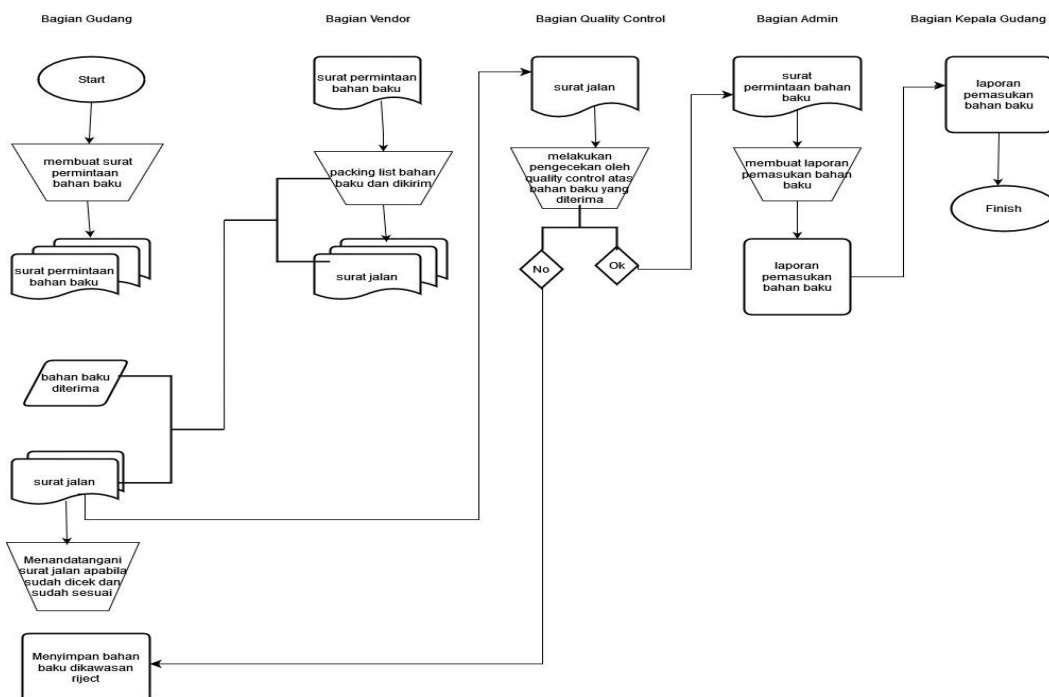 Bagian Gudang
Bagian Vendor
Bagian Quality Control
Bagian Admin
Bagian Kepala Gudang
Start
membuat surat
permintaan
bahan baku
surat permintaan
bahan baku
bahan baku
diterima
surat jalan
Menandatangani
surat jalan apabila
sudah dicek dan
sudah sesuai
Menyimpan bahan
baku dikawasan
riject
surat permintaan
bahan baku
packing list bahan
baku dan dikirim
surat jalan
surat jalan
melakukan
pengecekan oleh
quality control atas
bahan baku yang
diterima
No
Ok
surat
permintaan bahan
baku
membuat laporan
pemasukan bahan
baku
laporan
pemasukan
bahan baku
laporan
pemasukan
bahan baku
Finish